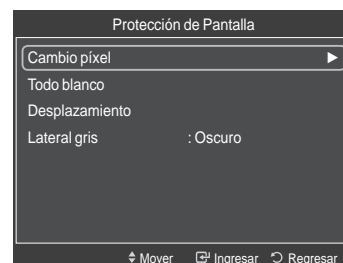 Protección de Pantalla
Cambio píxel
Todo blanco
Desplazamiento
Lateral gris : Oscuro
Mover Ingresar Regresar